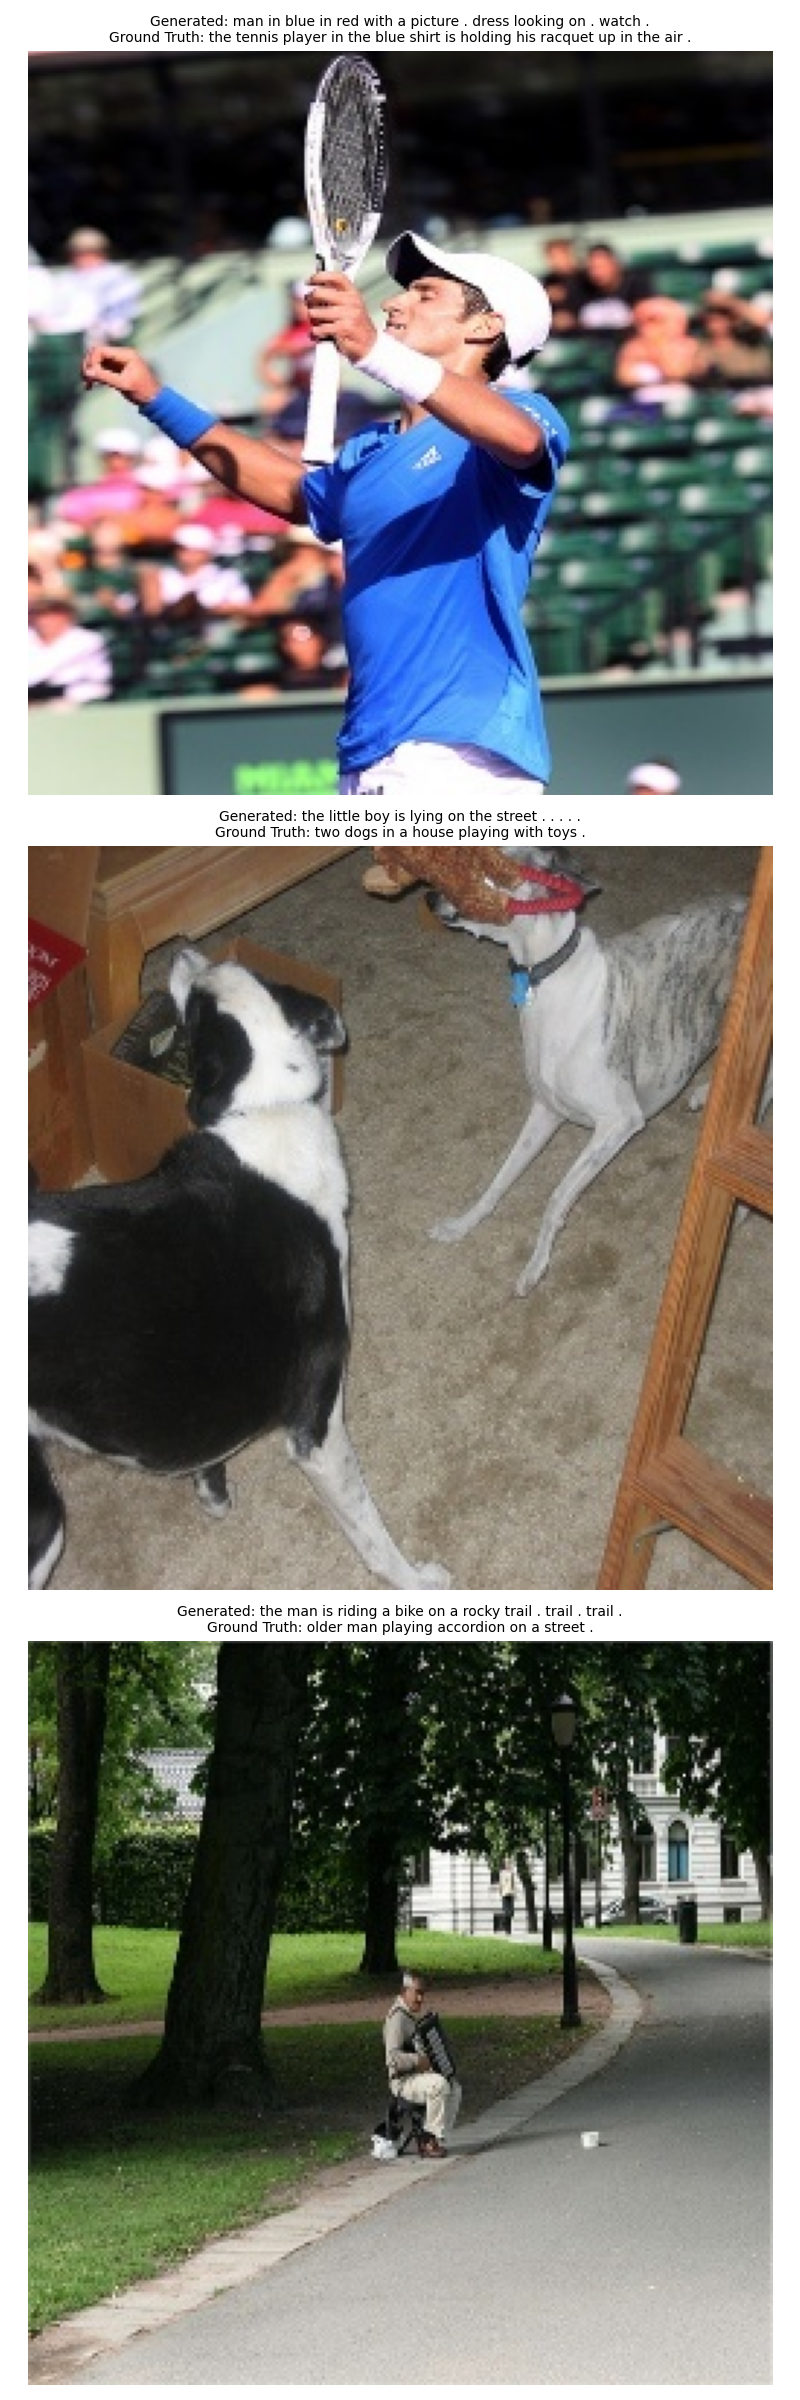 Generated: man in blue in red with a picture . dress looking on . watch .
Ground Truth: the tennis player in the blue shirt is holding his racquet up in the air .
MIAMI
Generated: the little boy is lying on the street . . . . .
Ground Truth: two dogs in a house playing with toys .
Generated: the man is riding a bike on a rocky trail . trail . trail .
Ground Truth: older man playing accordion on a street .